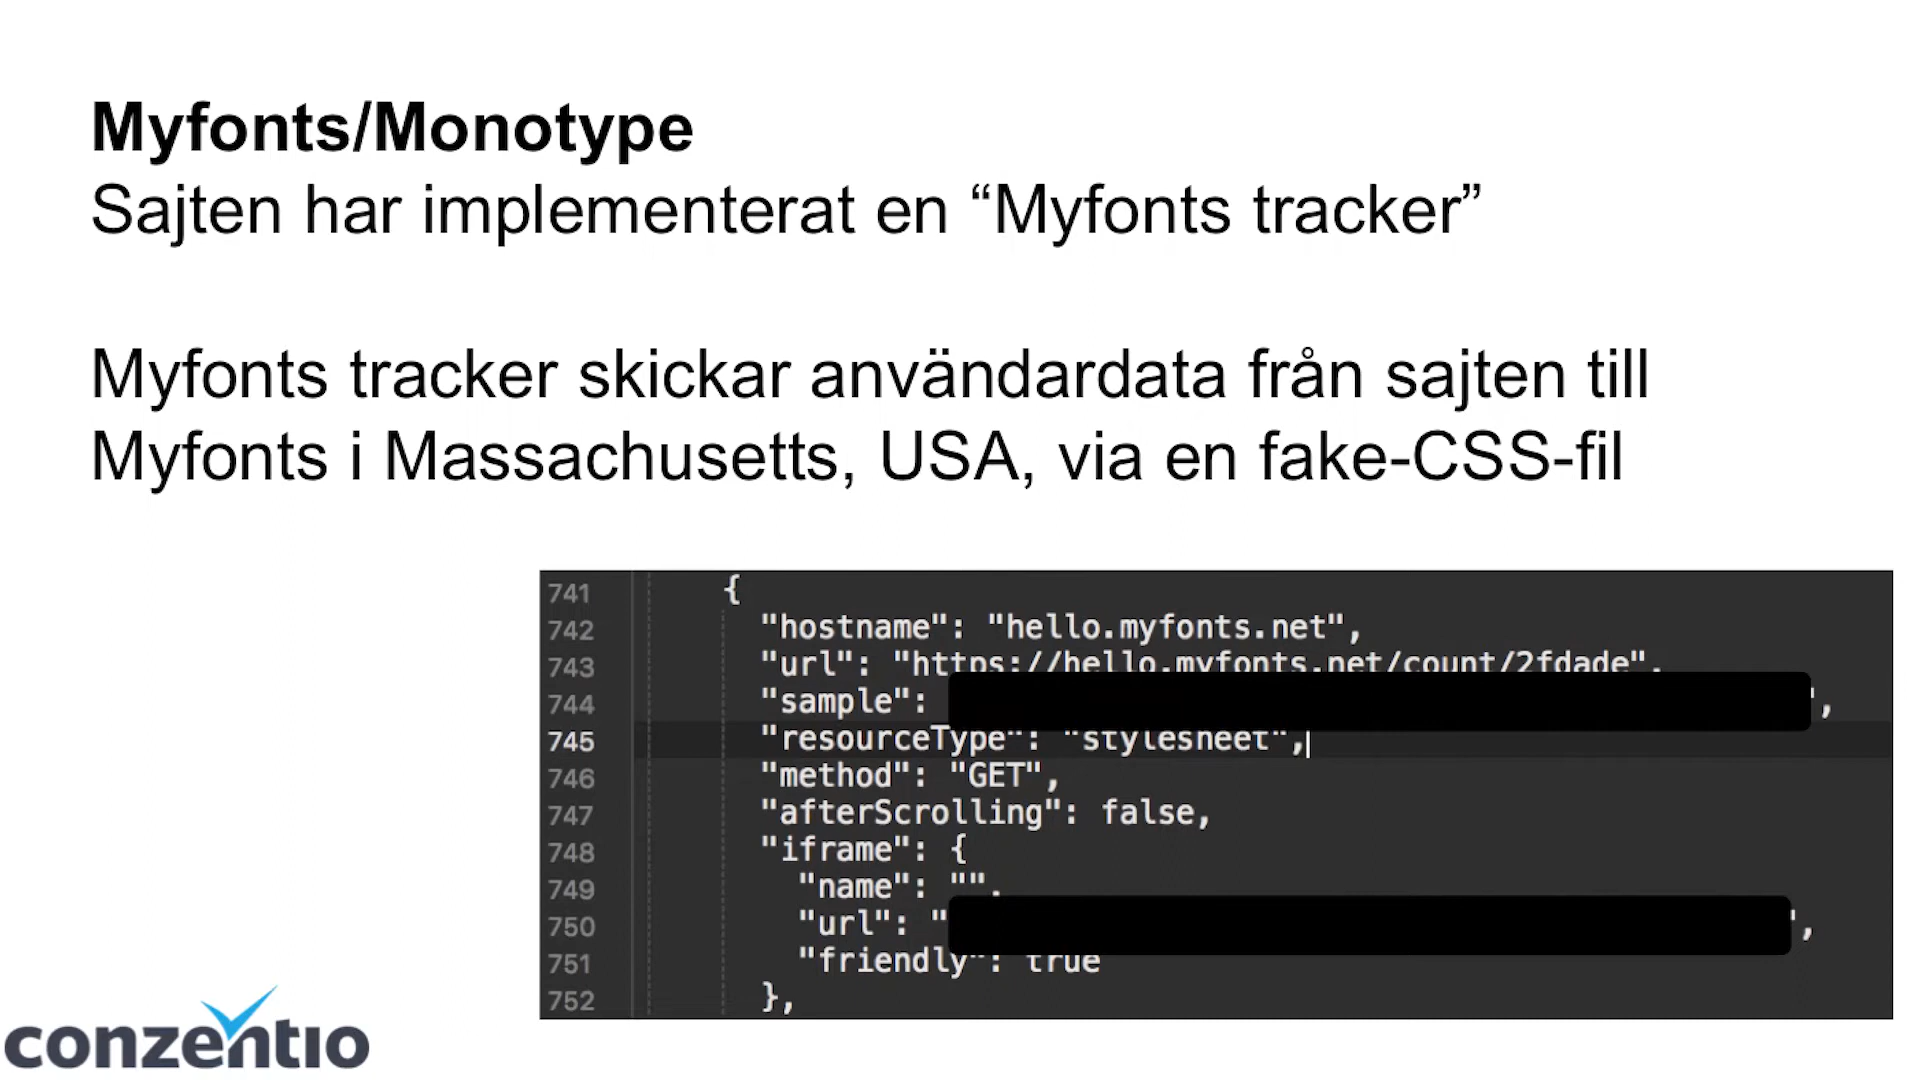 Myfonts/Monotype
Sajten har implementerat en “Myfonts tracker”
Myfonts tracker skickar användardata från sajten till
Myfonts i Massachusetts, USA, via en fake-CSS-fil
741 {
742 "hostname": "hello.myfonts.net",
743 "url": "https://hello.myfonts.net/count/2fdade",
744 "sample": ",
745 "resourceType": "stylesheet",
746 "method": "GET",
747 "afterScrolling": false,
748 "iframe": {
749 "name": "",
750 "url": " ",
751 "friendly": true
752 },
conzentio